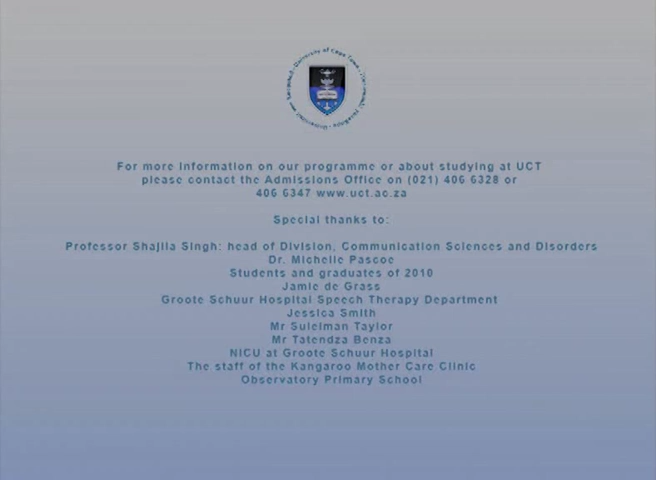 University of Cape Town
For more information on our programme or about studying at UCT
please contact the Admissions Office on (021) 406 6328 or
406 6347 www.uct.ac.za
Special thanks to:
Professor Shajila Singh: head of Division, Communication Sciences and Disorders
Dr. Michelle Pascoe
Students and graduates of 2010
Jamie de Grass
Groote Schuur Hospital Speech Therapy Department
Jessica Smith
Mr Suleiman Taylor
Mr Tatendza Benza
NICU at Groote Schuur Hospital
The staff of the Kangaroo Mother Care Clinic
Observatory Primary School